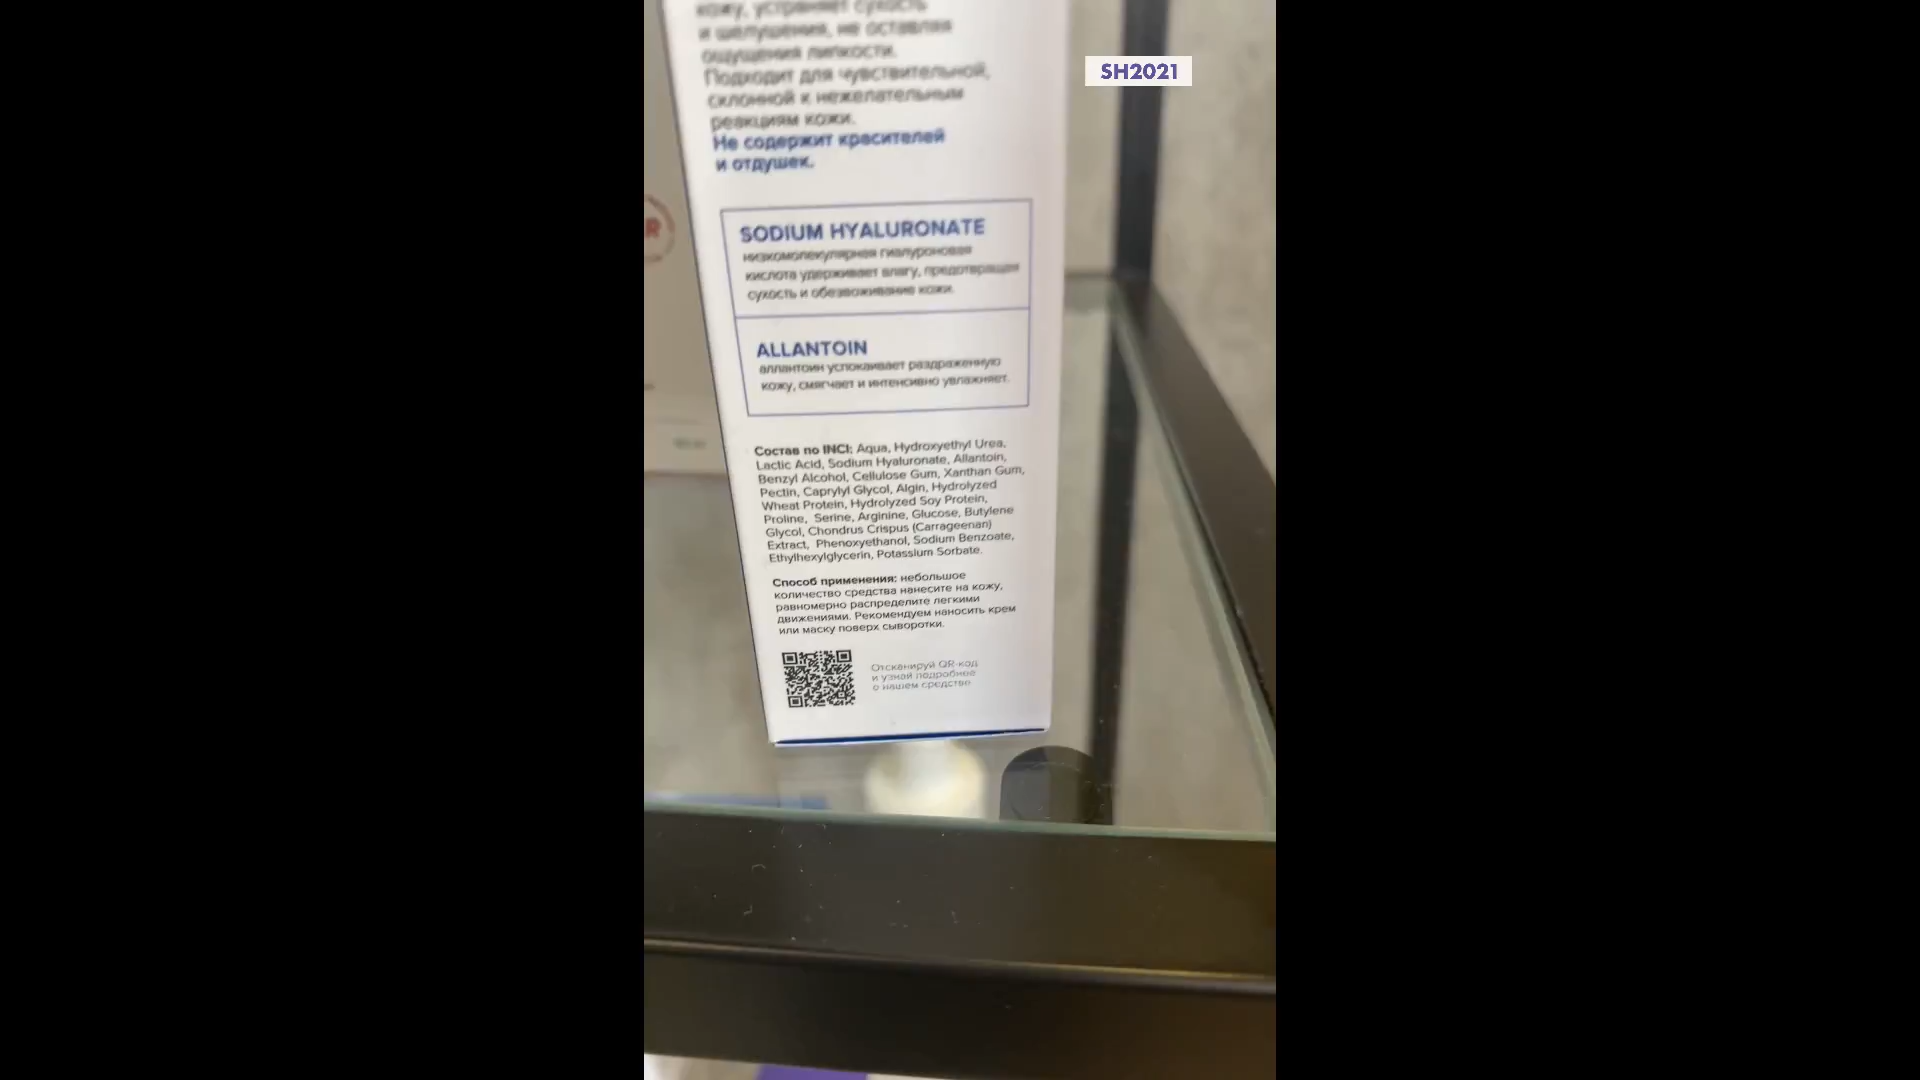 кожу, устраняет сухость
и шелушения, не оставляя
ощущения липкости.
Подходит для чувствительной,
склонной к нежелательным
реакциям кожи.
Не содержит красителей
и отдушек.
SODIUM HYALURONATE
низкомолекулярная гиалуроновая
кислота удерживает влагу, предотвращая
сухость и обезвоживание кожи.
ALLANTOIN
аллантоин успокаивает раздраженную
кожу, смягчает и интенсивно увлажняет.
Состав по INCI: Aqua, Hydroxyethyl Urea,
Lactic Acid, Sodium Hyaluronate, Allantoin,
Benzyl Alcohol, Cellulose Gum, Xanthan Gum,
Pectin, Caprylyl Glycol, Algin, Hydrolyzed
Wheat Protein, Hydrolyzed Soy Protein,
Proline, Serine, Arginine, Glucose, Butylene
Glycol, Chondrus Crispus (Carrageenan)
Extract, Phenoxyethanol, Sodium Benzoate,
Ethylhexylglycerin, Potassium Sorbate.
Способ применения: небольшое
количество средства нанесите на кожу,
равномерно распределите легкими
движениями. Рекомендуем наносить крем
или маску поверх сыворотки.
Отсканируй QR-код
и узнай подробнее
о нашем средстве
SH2021